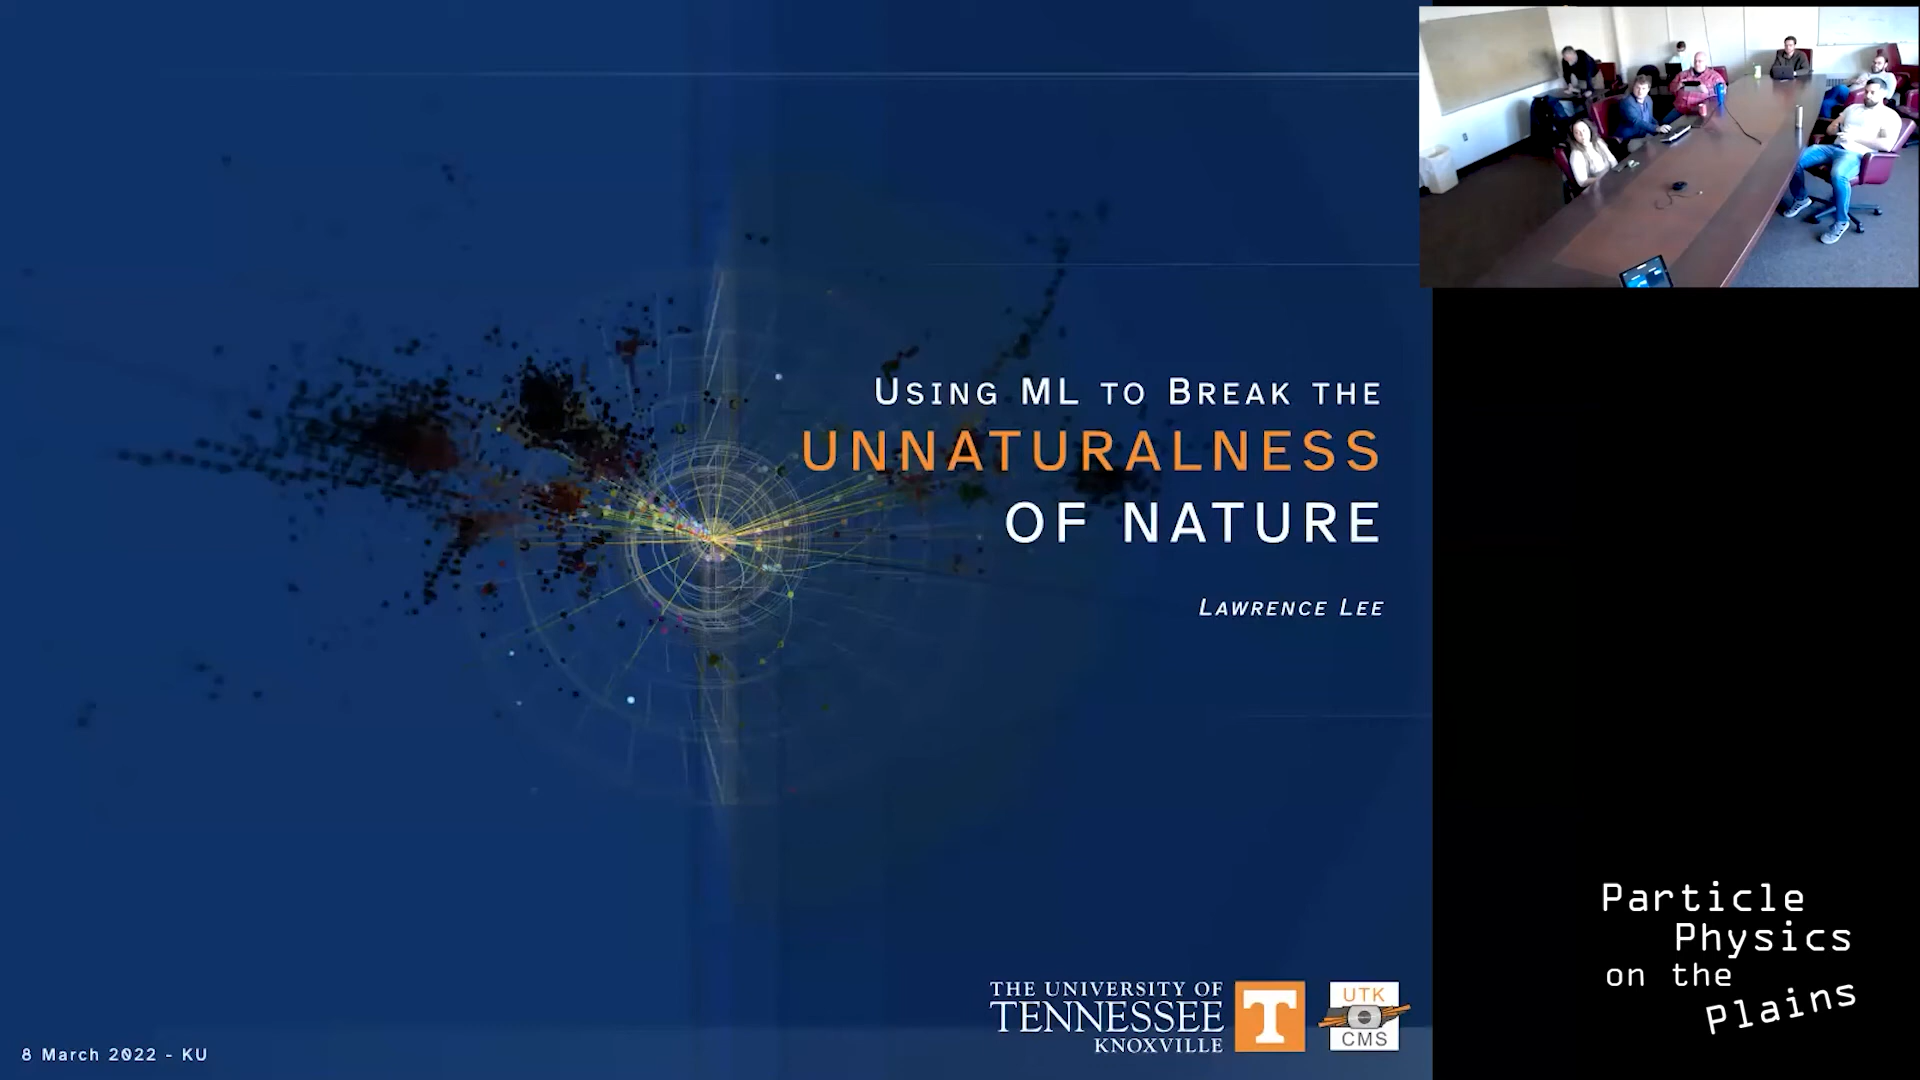 USING ML TO BREAK THE
UNNATURALNESS
OF NATURE
LAWRENCE LEE
THE UNIVERSITY OF
TENNESSEE
KNOXVILLE
T
UTK
CMS
8 March 2022 - KU
Particle
Physics
on the
Plains